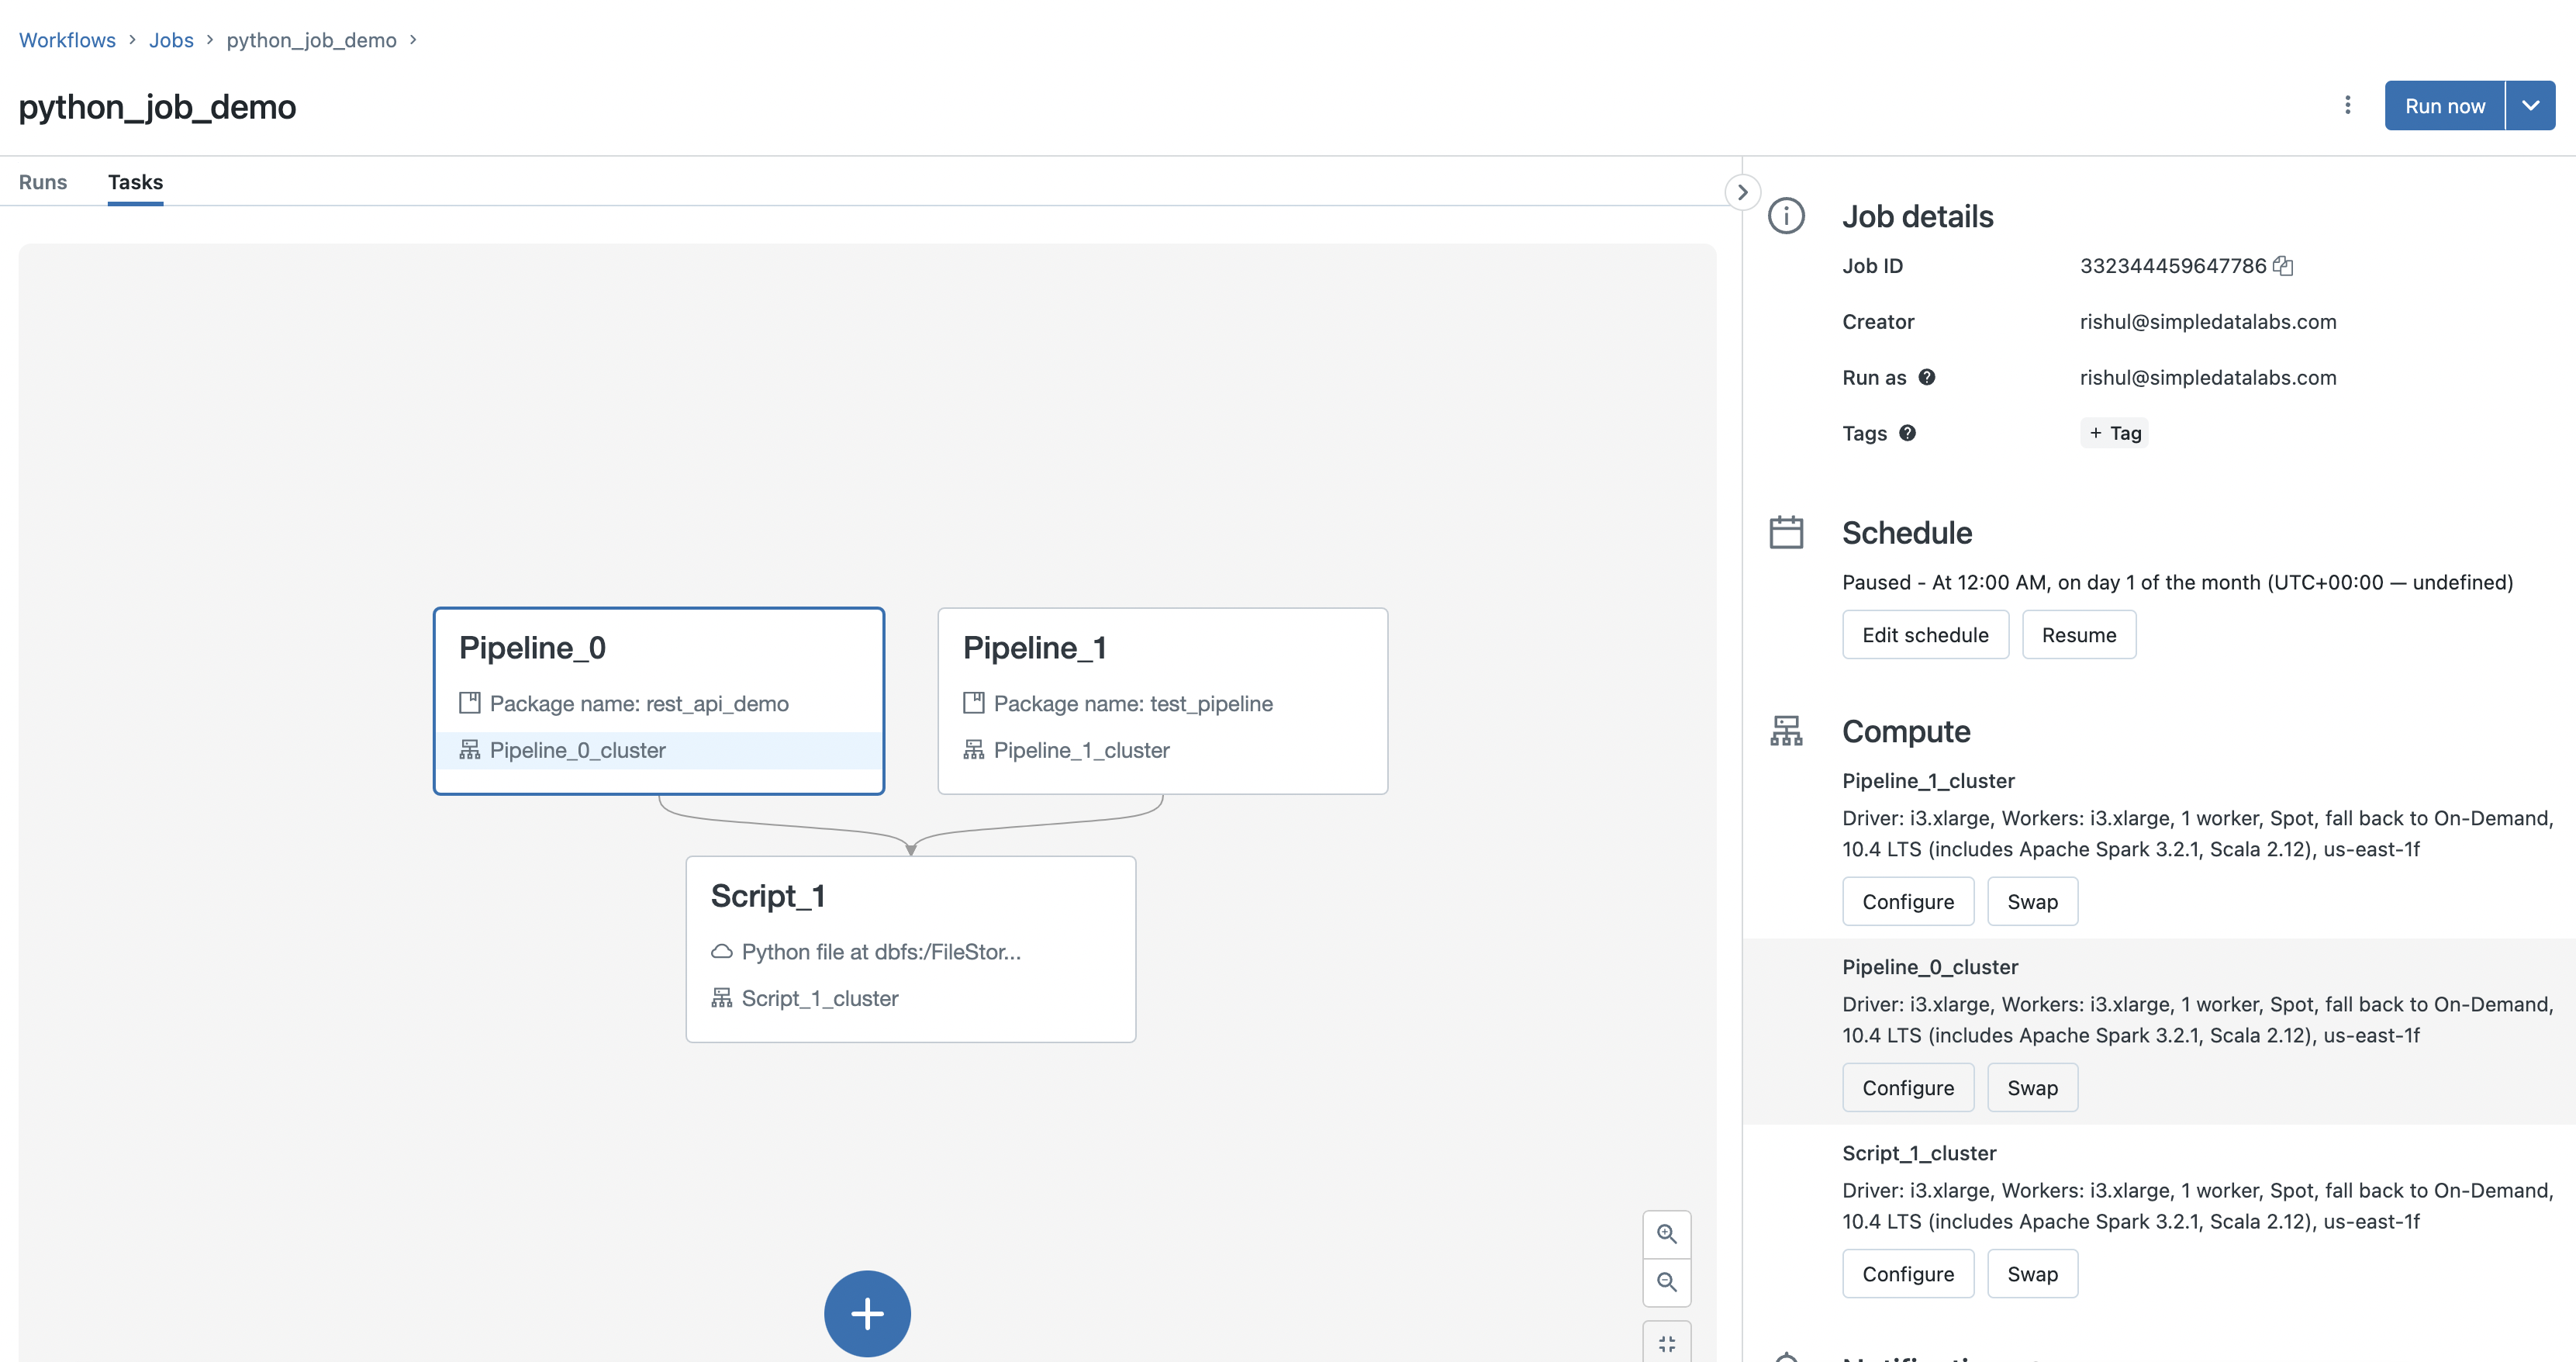 Workflows > Jobs > python_job_demo >
python_job_demo
Run now
Runs
Tasks
Pipeline_0
Package name: rest_api_demo
Pipeline_0_cluster
Pipeline_1
Package name: test_pipeline
Pipeline_1_cluster
Script_1
Python file at dbfs:/FileStor...
Script_1_cluster
Job details
Job ID 332344459647786
Creator rishul@simpledatalabs.com
Run as rishul@simpledatalabs.com
Tags + Tag
Schedule
Paused - At 12:00 AM, on day 1 of the month (UTC+00:00 — undefined)
Edit schedule Resume
Compute
Pipeline_1_cluster
Driver: i3.xlarge, Workers: i3.xlarge, 1 worker, Spot, fall back to On-Demand,
10.4 LTS (includes Apache Spark 3.2.1, Scala 2.12), us-east-1f
Configure Swap
Pipeline_0_cluster
Driver: i3.xlarge, Workers: i3.xlarge, 1 worker, Spot, fall back to On-Demand,
10.4 LTS (includes Apache Spark 3.2.1, Scala 2.12), us-east-1f
Configure Swap
Script_1_cluster
Driver: i3.xlarge, Workers: i3.xlarge, 1 worker, Spot, fall back to On-Demand,
10.4 LTS (includes Apache Spark 3.2.1, Scala 2.12), us-east-1f
Configure Swap